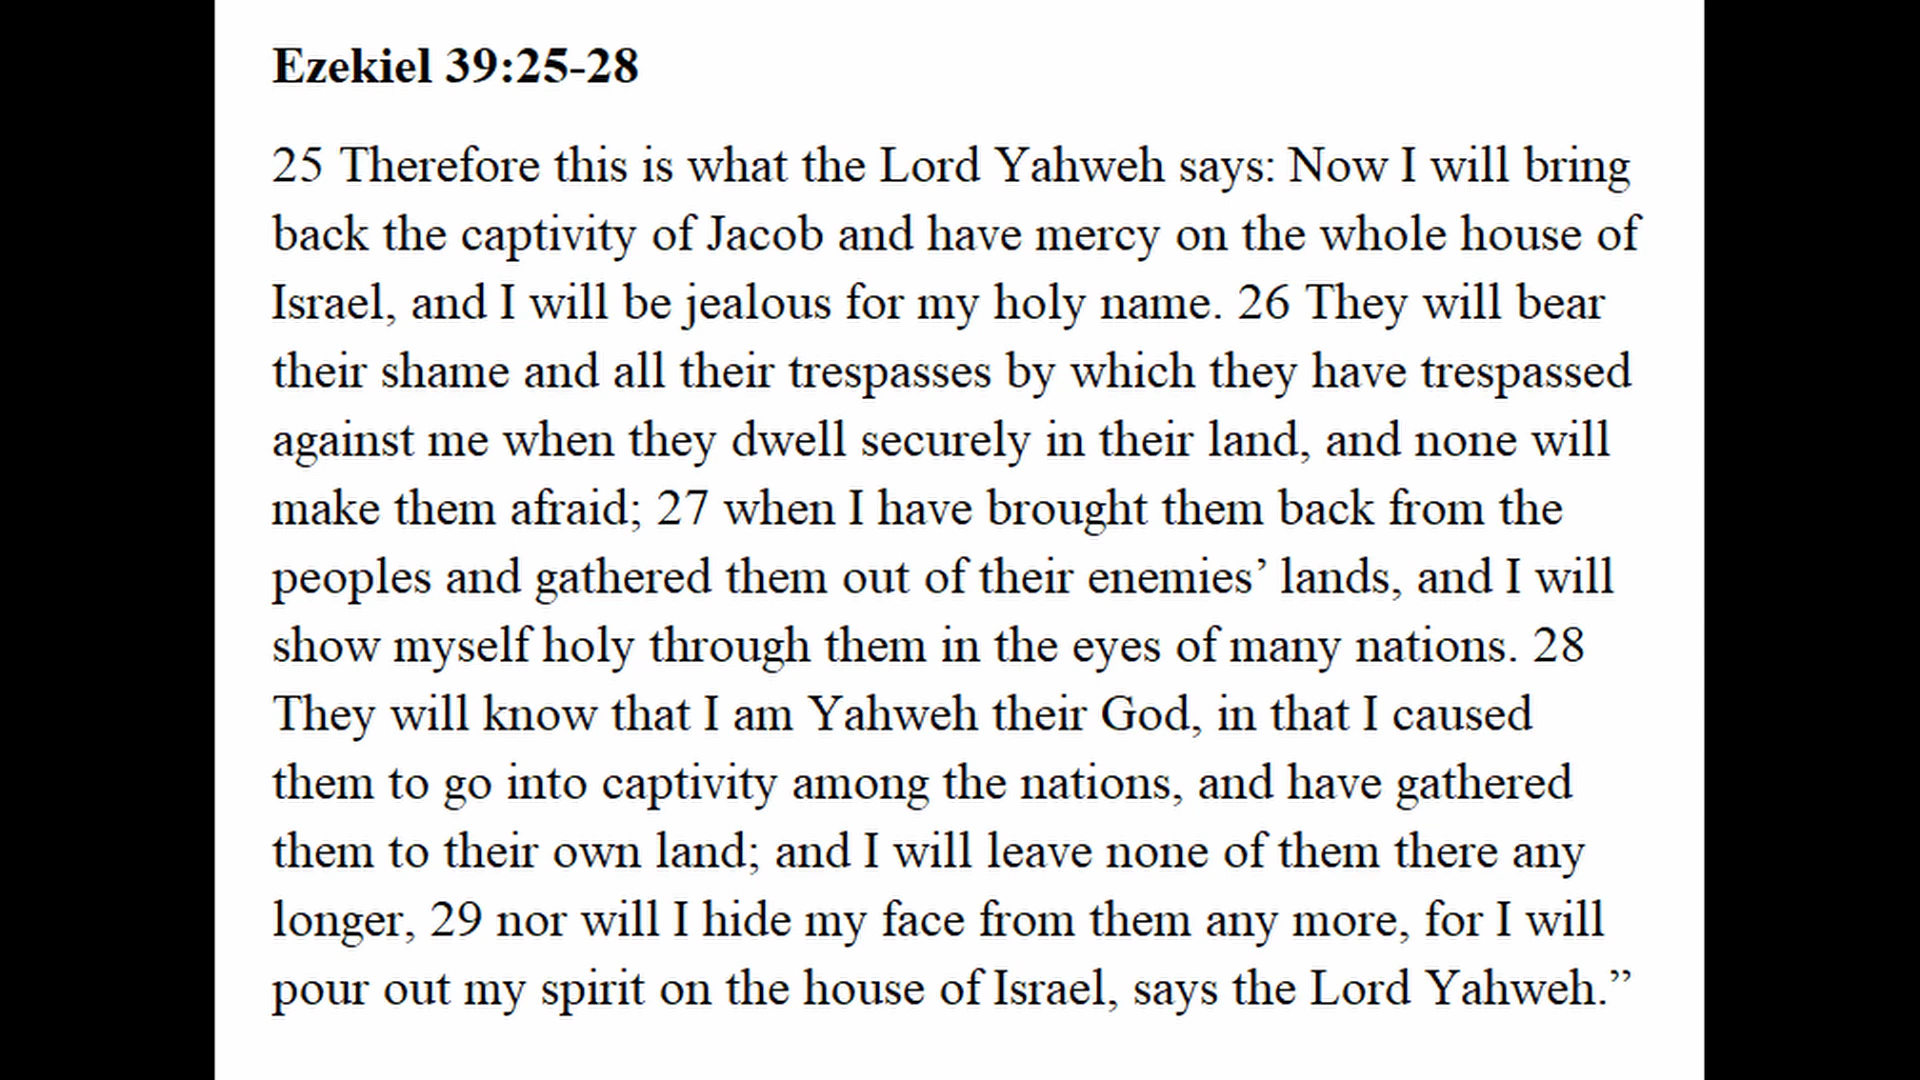 Ezekiel 39:25-28
25 Therefore this is what the Lord Yahweh says: Now I will bring
back the captivity of Jacob and have mercy on the whole house of
Israel, and I will be jealous for my holy name. 26 They will bear
their shame and all their trespasses by which they have trespassed
against me when they dwell securely in their land, and none will
make them afraid; 27 when I have brought them back from the
peoples and gathered them out of their enemies’ lands, and I will
show myself holy through them in the eyes of many nations. 28
They will know that I am Yahweh their God, in that I caused
them to go into captivity among the nations, and have gathered
them to their own land; and I will leave none of them there any
longer, 29 nor will I hide my face from them any more, for I will
pour out my spirit on the house of Israel, says the Lord Yahweh.”